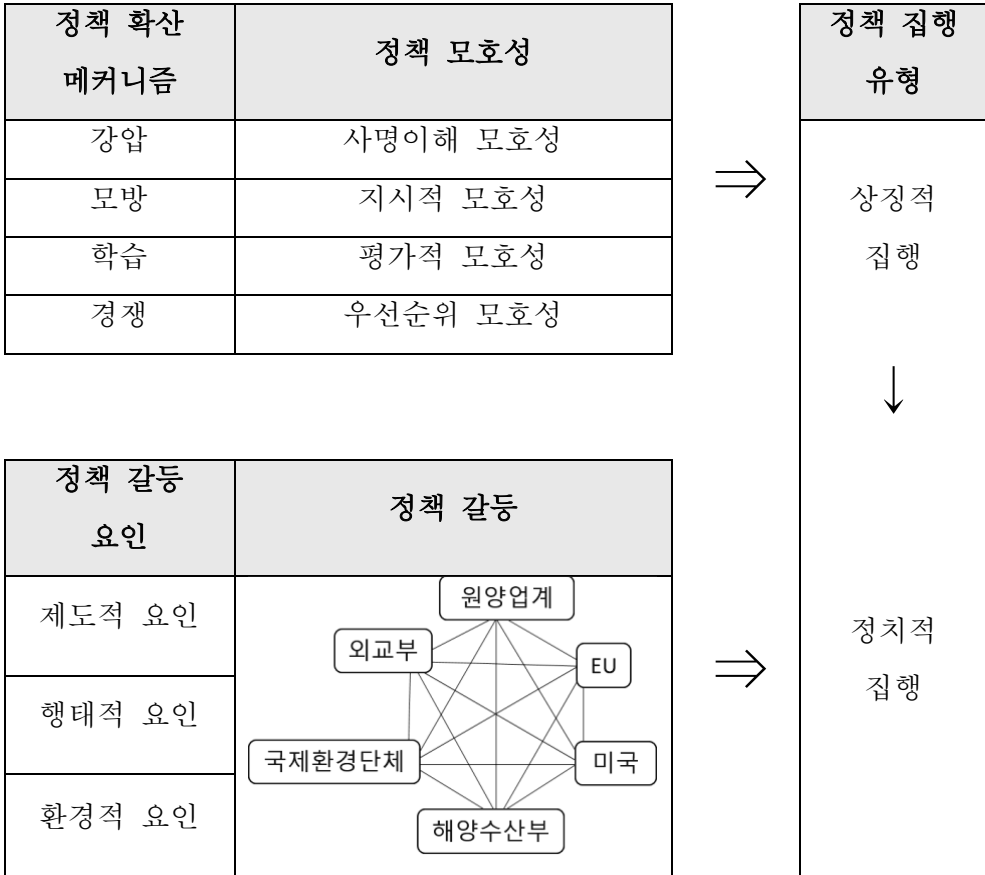 정책 확산
메커니즘
정책 모호성
강압
사명이해 모호성
모방
지시적 모호성
학습
평가적 모호성
경쟁
우선순위 모호성
⇒
정책 집행
유형
상징적
집행
↓
정치적
집행
정책 갈등
요인
정책 갈등
제도적 요인
행태적 요인
환경적 요인
원양업계
외교부
EU
국제환경단체
미국
해양수산부
⇒